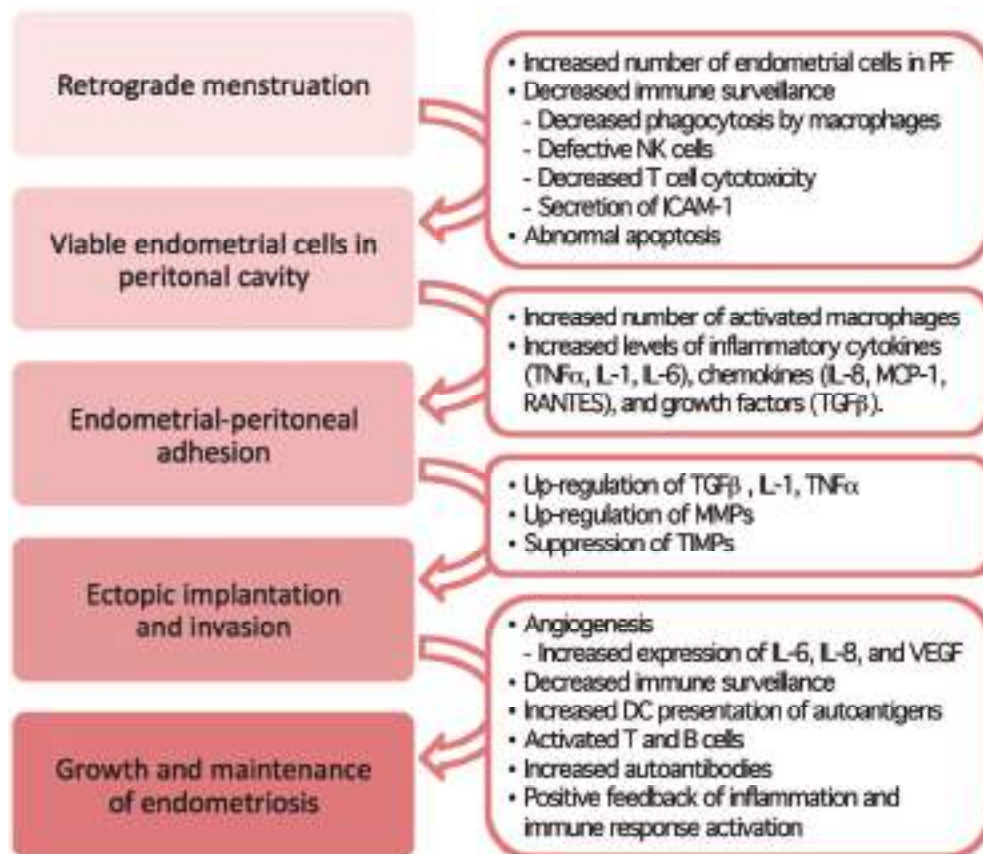 Retrograde menstruation
• Increased number of endometrial cells in PF
• Decreased immune surveillance
- Decreased phagocytosis by macrophages
- Defective NK cells
- Decreased T cell cytotoxicity
- Secretion of ICAM-1
• Abnormal apoptosis
Viable endometrial cells in
peritonal cavity
• Increased number of activated macrophages
• Increased levels of inflammatory cytokines
(TNFα, IL-1, IL-6), chemokines (IL-8, MCP-1,
RANTES), and growth factors (TGFβ).
Endometrial-peritoneal
adhesion
• Up-regulation of TGFβ , IL-1, TNFα
• Up-regulation of MMPs
• Suppression of TIMPs
Ectopic implantation
and invasion
• Angiogenesis
- Increased expression of IL-6, IL-8, and VEGF
• Decreased immune surveillance
• Increased DC presentation of autoantigens
• Activated T and B cells
• Increased autoantibodies
• Positive feedback of inflammation and
immune response activation
Growth and maintenance
of endometriosis